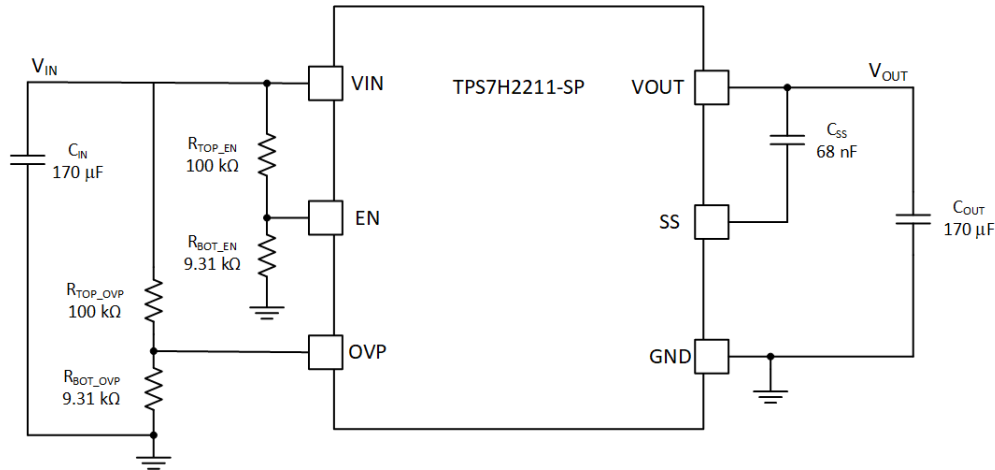 VIN
VIN
TPS7H2211-SP
VOUT
VOUT
CIN
170 μF
RTOP_EN
100 kΩ
CSS
68 nF
EN
SS
COUT
170 μF
RBOT_EN
9.31 kΩ
RTOP_OVP
100 kΩ
OVP
GND
RBOT_OVP
9.31 kΩ